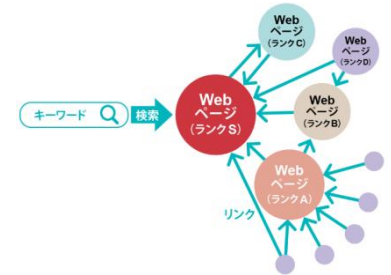 キーワード
検索
Web
ページ
(ランクS)
Web
ページ
(ランクC)
Web
ページ
(ランクD)
Web
ページ
(ランクB)
Web
ページ
(ランクA)
リンク